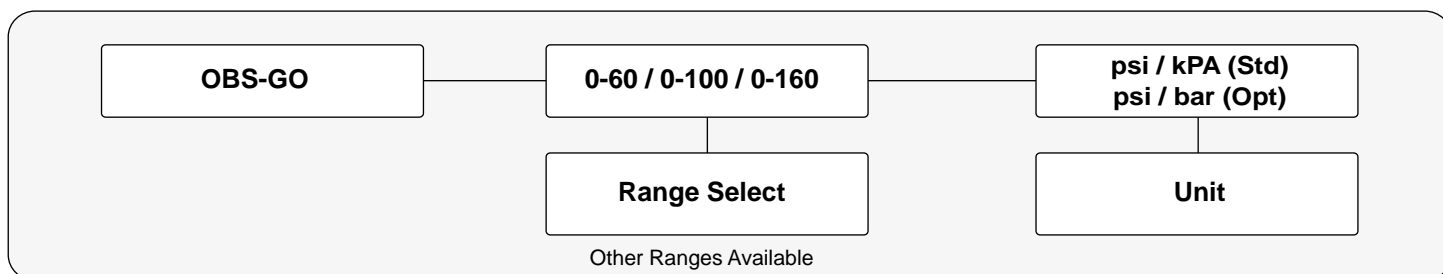 OBS-GO
0-60 / 0-100 / 0-160
psi / kPA (Std)
psi / bar (Opt)
Range Select
Unit
Other Ranges Available